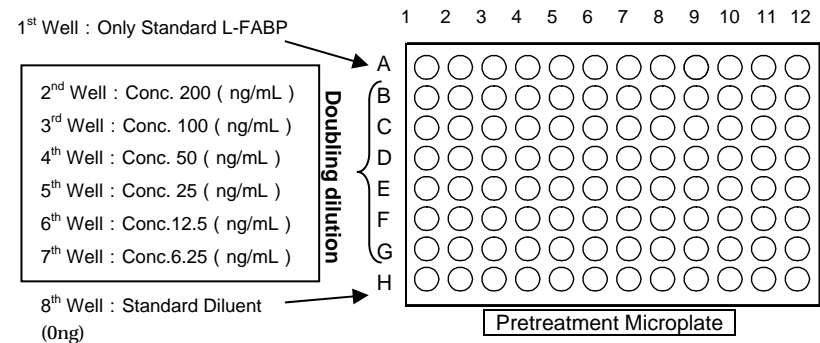 1 2 3 4 5 6 7 8 9 10 11 12
1st Well : Only Standard L-FABP
A
2nd Well : Conc. 200 ( ng/mL )
3rd Well : Conc. 100 ( ng/mL )
4th Well : Conc. 50 ( ng/mL )
5th Well : Conc. 25 ( ng/mL )
6th Well : Conc.12.5 ( ng/mL )
7th Well : Conc.6.25 ( ng/mL )
Doubling dilution
B
C
D
E
F
G
H
8th Well : Standard Diluent
(0ng)
Pretreatment Microplate